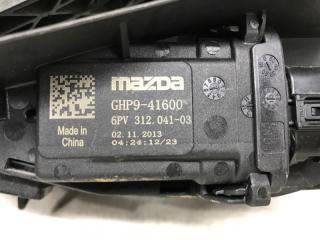 mazda
GHP9-41600
6PV 312.041-03
Made in
China
02.11.2013
04:24:12/23